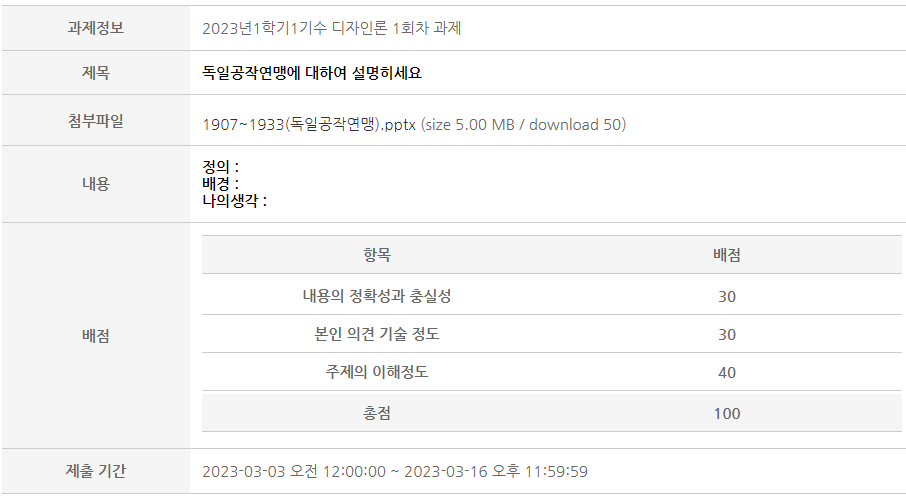 과제정보 2023년1학기1기수 디자인론 1회차 과제
제목 독일공작연맹에 대하여 설명히세요
첨부파일 1907~1933(독일공작연맹).pptx (size 5.00 MB / download 50)
내용
정의 :
배경 :
나의생각 :
배점
항목 배점
내용의 정확성과 충실성 30
본인 의견 기술 정도 30
주제의 이해정도 40
총점 100
제출 기간 2023-03-03 오전 12:00:00 ~ 2023-03-16 오후 11:59:59